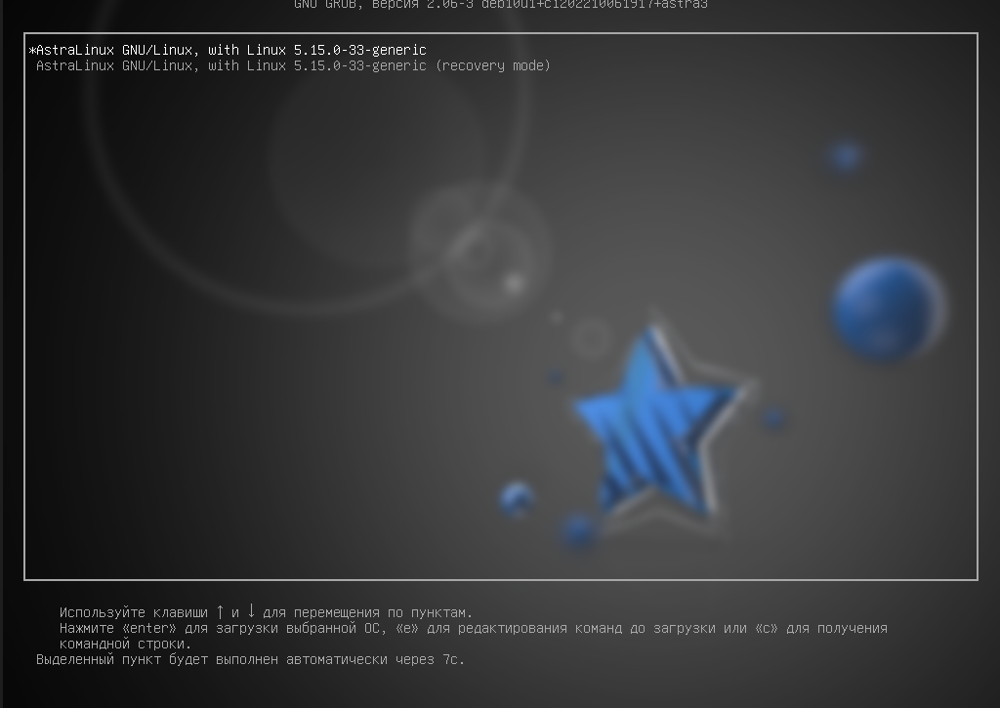 GNU GRUB, версия 2.06-3~deb10u1+ci202210061917+astra3
*AstraLinux GNU/Linux, with Linux 5.15.0-33-generic
AstraLinux GNU/Linux, with Linux 5.15.0-33-generic (recovery mode)
Используйте клавиши ↑ и ↓ для перемещения по пунктам.
Нажмите «enter» для загрузки выбранной ОС, «e» для редактирования команд до загрузки или «c» для получения
командной строки.
Выделенный пункт будет выполнен автоматически через 7с.